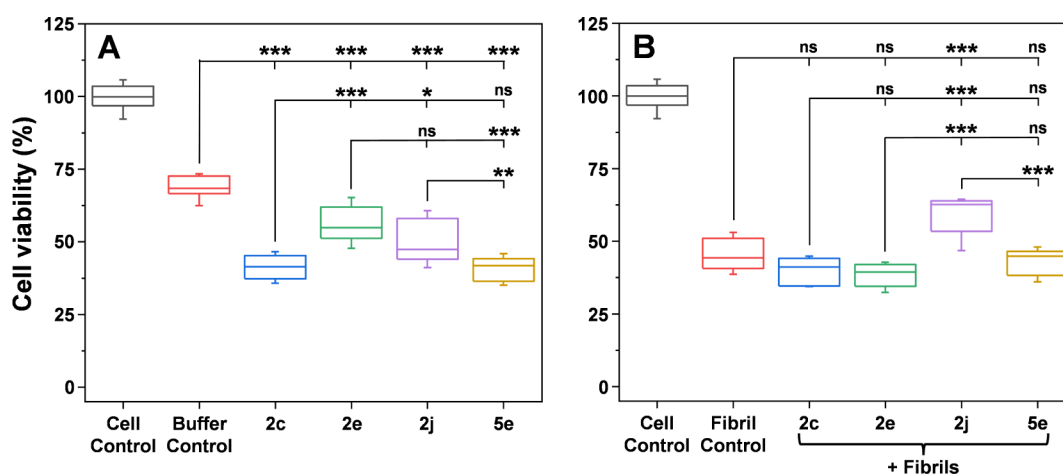 A
Cell viability (%)
125
100
75
50
25
0
*** *** *** ***
*** * ns
ns ***
**
Cell Control
Buffer Control
2c
2e
2j
5e
B
125
100
75
50
25
0
ns ns *** ns
ns *** ns
*** ns
***
Cell Control
Fibril Control
2c
2e
2j
5e
+ Fibrils